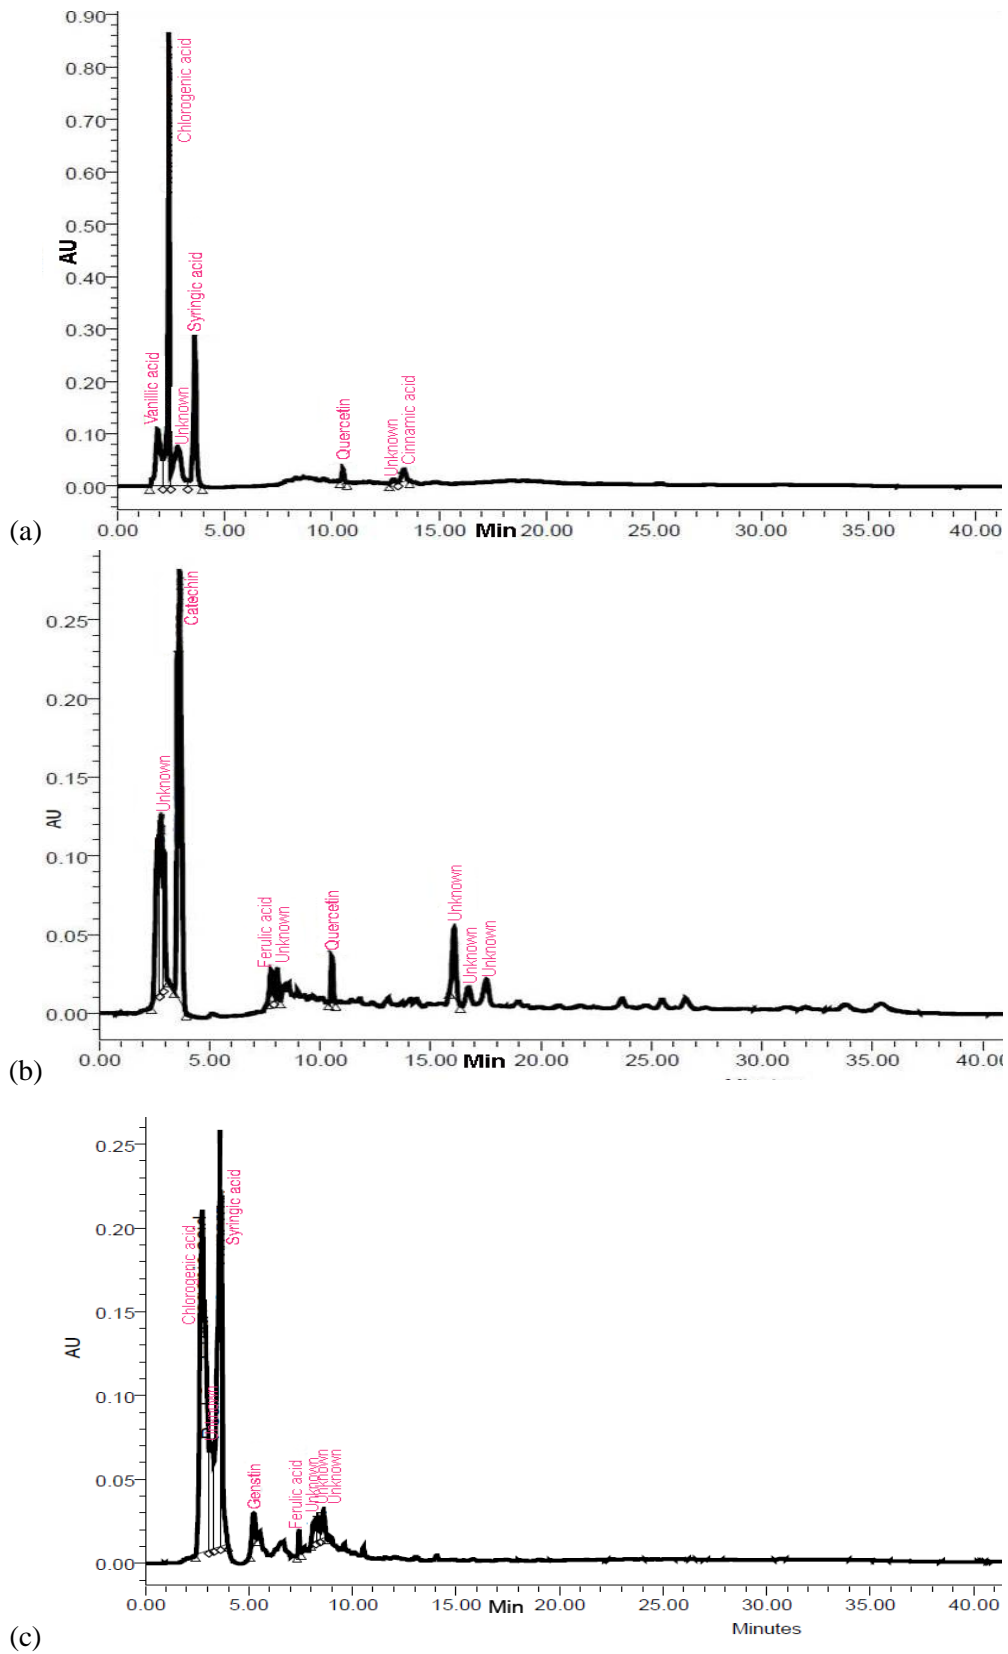 0.90
0.80
0.70
0.60
0.50
0.40
0.30
0.20
0.10
0.00
AU
Vanillic acid
Chlorogenic acid
Unknown
Syringic acid
Quercetin
Unknown
Cinnamic acid
(a)
0.00 5.00 10.00 Min 15.00 20.00 25.00 30.00 35.00 40.00
0.25
0.20
0.15
0.10
0.05
0.00
AU
Unknown
Catechin
Ferulic acid
Unknown
Quercetin
Unknown
Unknown
Unknown
(b)
0.00 5.00 10.00 15.00 Min 20.00 25.00 30.00 35.00 40.00
0.25
0.20
0.15
0.10
0.05
0.00
AU
Chlorogenic acid
Unknown
Syringic acid
Genstin
Ferulic acid
Unknown
Unknown
Unknown
(c)
0.00 5.00 10.00 15.00 Min 20.00 25.00 30.00 35.00 40.00
Minutes